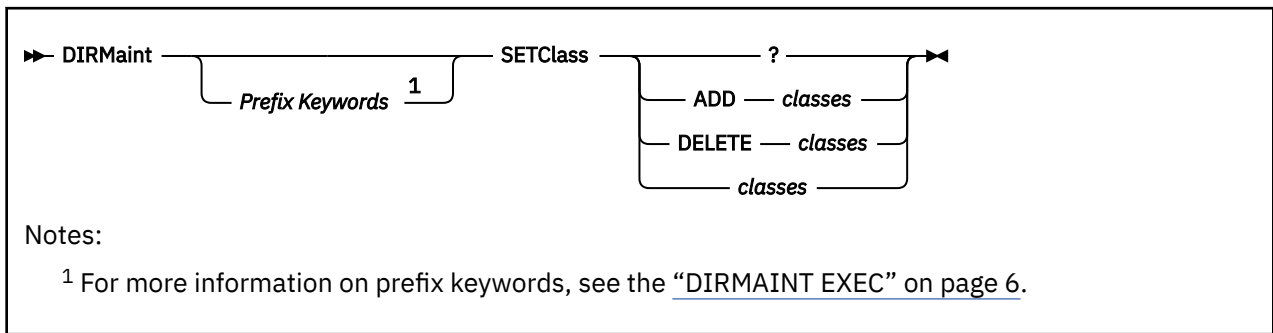 DIRMaint Prefix Keywords 1 SETClass ?
ADD classes
DELETE classes
classes
Notes:
1 For more information on prefix keywords, see the “DIRMAINT EXEC” on page 6.